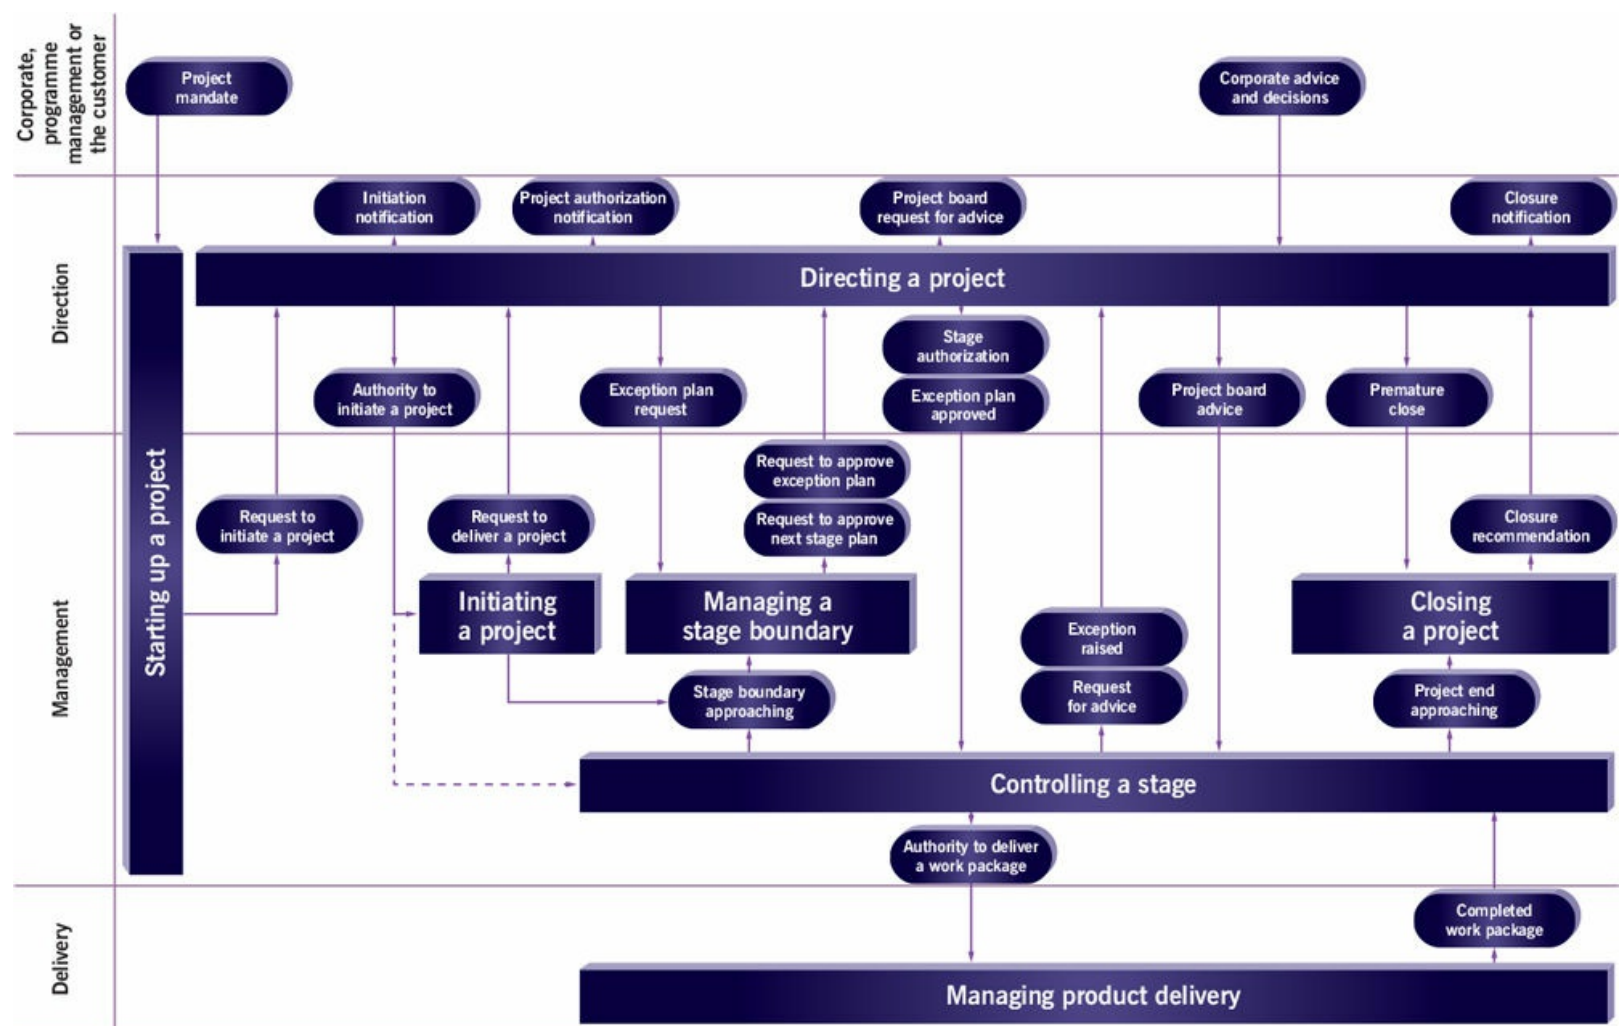 Corporate,
programme
management or
the customer
Project
mandate
Corporate advice
and decisions
Direction
Initiation
notification
Project authorization
notification
Project board
request for advice
Closure
notification
Directing a project
Stage
authorization
Exception plan
approved
Authority to
initiate a project
Exception plan
request
Project board
advice
Premature
close
Management
Starting up a project
Request to approve
exception plan
Request to approve
next stage plan
Request to
initiate a project
Request to
deliver a project
Closure
recommendation
Initiating
a project
Managing a
stage boundary
Closing
a project
Exception
raised
Request
for advice
Stage boundary
approaching
Project end
approaching
Controlling a stage
Authority to deliver
a work package
Delivery
Completed
work package
Managing product delivery